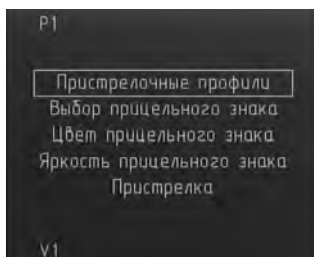 P1
Пристрелочные профили
Выбор прицельного знака
Цвет прицельного знака
Яркость прицельного знака
Пристрелка
V1